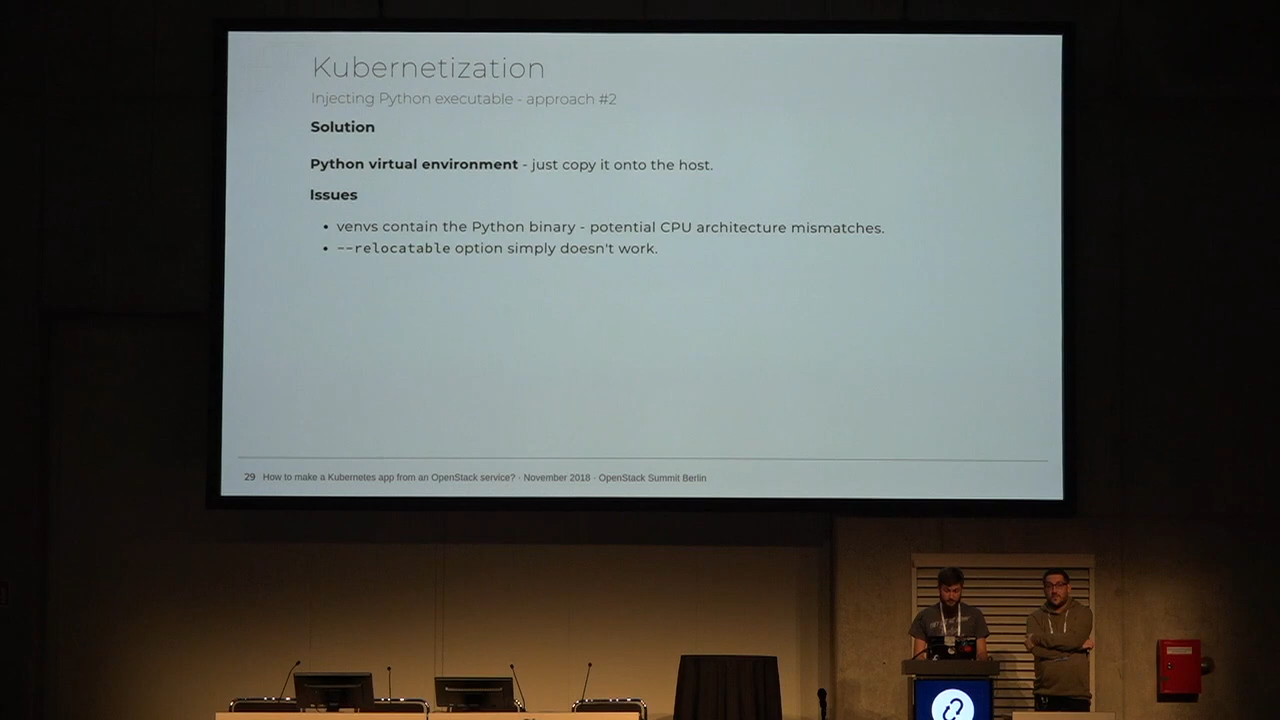 Kubernetization
Injecting Python executable - approach #2
Solution
Python virtual environment - just copy it onto the host.
Issues
• venvs contain the Python binary - potential CPU architecture mismatches.
• --relocatable option simply doesn't work.
29 How to make a Kubernetes app from an OpenStack service? · November 2018 · OpenStack Summit Berlin